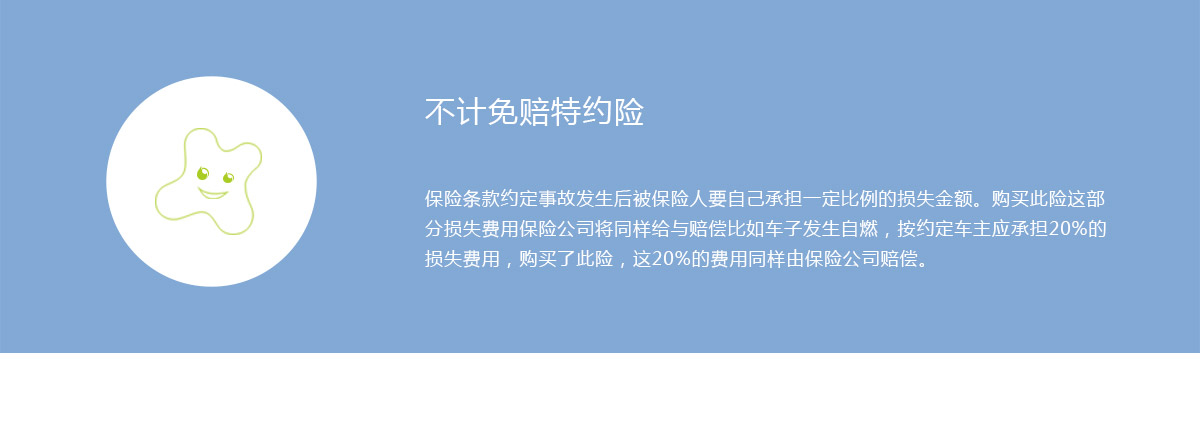 不计免赔特约险
保险条款约定事故发生后被保险人要自己承担一定比例的损失金额。购买此险这部
分损失费用保险公司将同样给与赔偿比如车子发生自燃，按约定车主应承担20%的
损失费用，购买了此险，这20%的费用同样由保险公司赔偿。